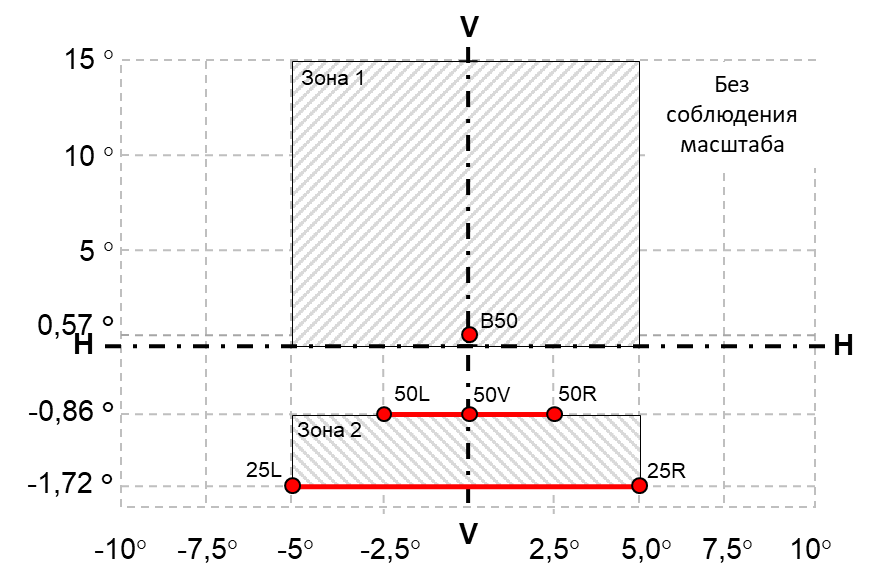 V
15 °
Зона 1
Без
соблюдения
масштаба
10 °
5 °
0,57 °
B50
H
H
50L
50V
50R
-0,86 °
Зона 2
25L
25R
-1,72 °
V
-10° -7,5° -5° -2,5° 2,5° 5,0° 7,5° 10°